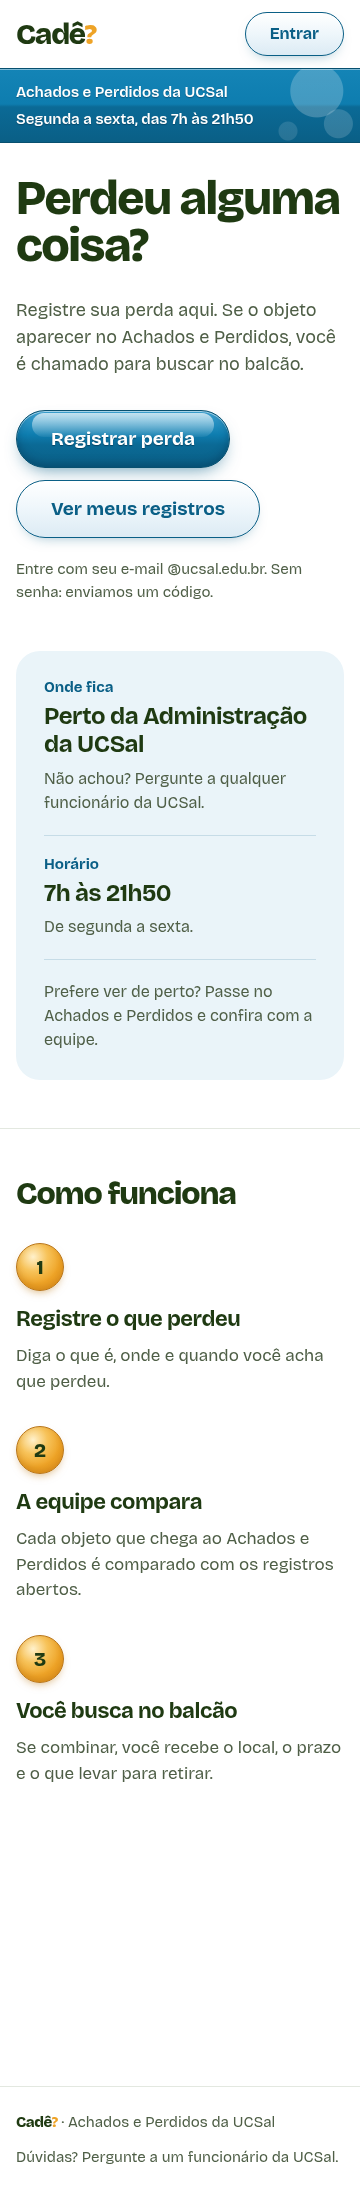 Cadê?
Entrar
Achados e Perdidos da UCSal
Segunda a sexta, das 7h às 21h50
Perdeu alguma
coisa?
Registre sua perda aqui. Se o objeto
aparecer no Achados e Perdidos, você
é chamado para buscar no balcão.
Registrar perda
Ver meus registros
Entre com seu e-mail @ucsal.edu.br. Sem
senha: enviamos um código.
Onde fica
Perto da Administração
da UCSal
Não achou? Pergunte a qualquer
funcionário da UCSal.
Horário
7h às 21h50
De segunda a sexta.
Prefere ver de perto? Passe no
Achados e Perdidos e confira com a
equipe.
Como funciona
1
Registre o que perdeu
Diga o que é, onde e quando você acha
que perdeu.
2
A equipe compara
Cada objeto que chega ao Achados e
Perdidos é comparado com os registros
abertos.
3
Você busca no balcão
Se combinar, você recebe o local, o prazo
e o que levar para retirar.
Cadê? · Achados e Perdidos da UCSal
Dúvidas? Pergunte a um funcionário da UCSal.